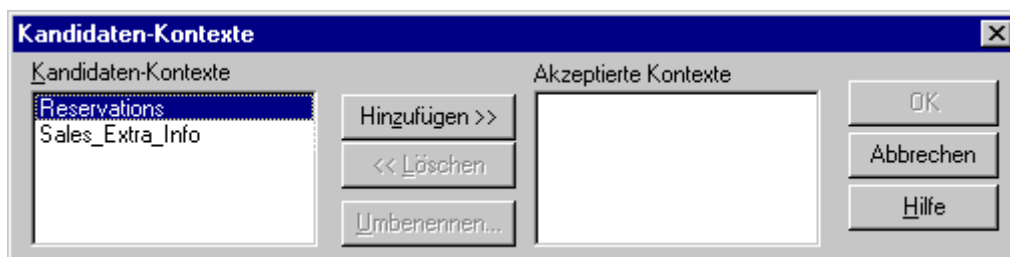 Kandidaten-Kontexte
Kandidaten-Kontexte
Reservations
Sales_Extra_Info
Hinzufügen >>
<< Löschen
Umbenennen...
Akzeptierte Kontexte
OK
Abbrechen
Hilfe